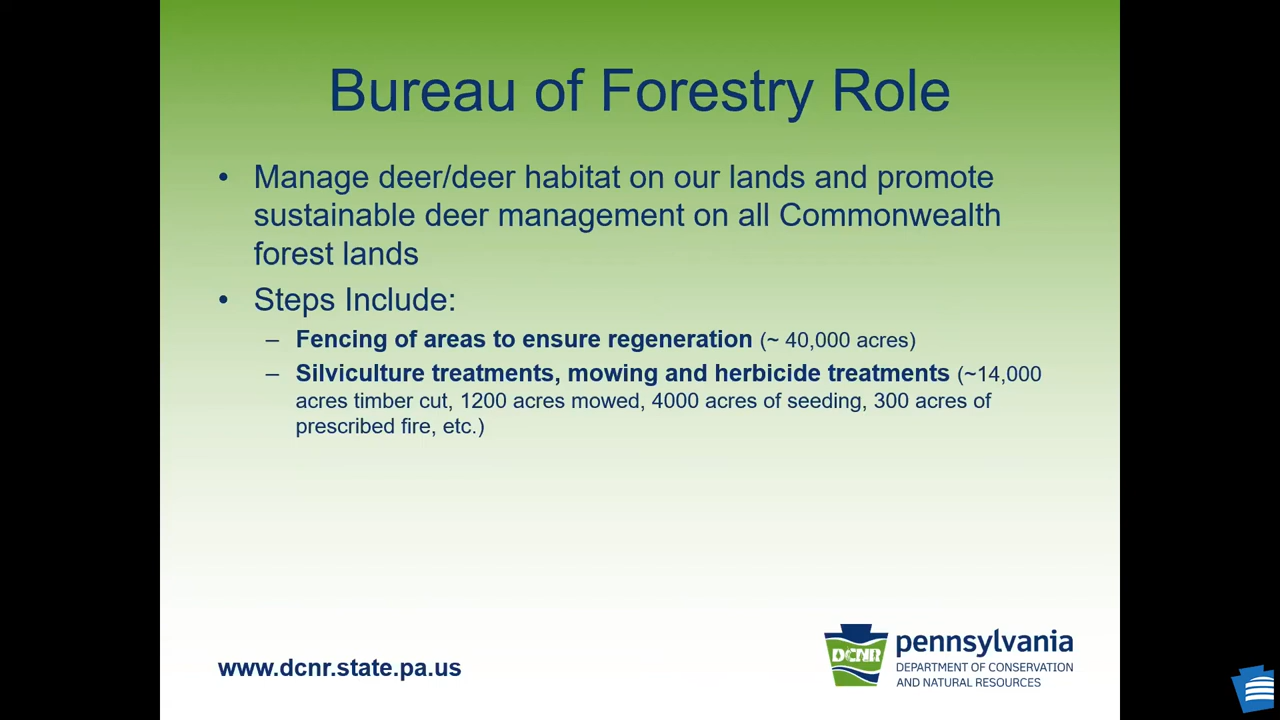 Bureau of Forestry Role
• Manage deer/deer habitat on our lands and promote
sustainable deer management on all Commonwealth
forest lands
• Steps Include:
– Fencing of areas to ensure regeneration (~ 40,000 acres)
– Silviculture treatments, mowing and herbicide treatments (~14,000
acres timber cut, 1200 acres mowed, 4000 acres of seeding, 300 acres of
prescribed fire, etc.)
www.dcnr.state.pa.us
DCNR
pennsylvania
DEPARTMENT OF CONSERVATION
AND NATURAL RESOURCES